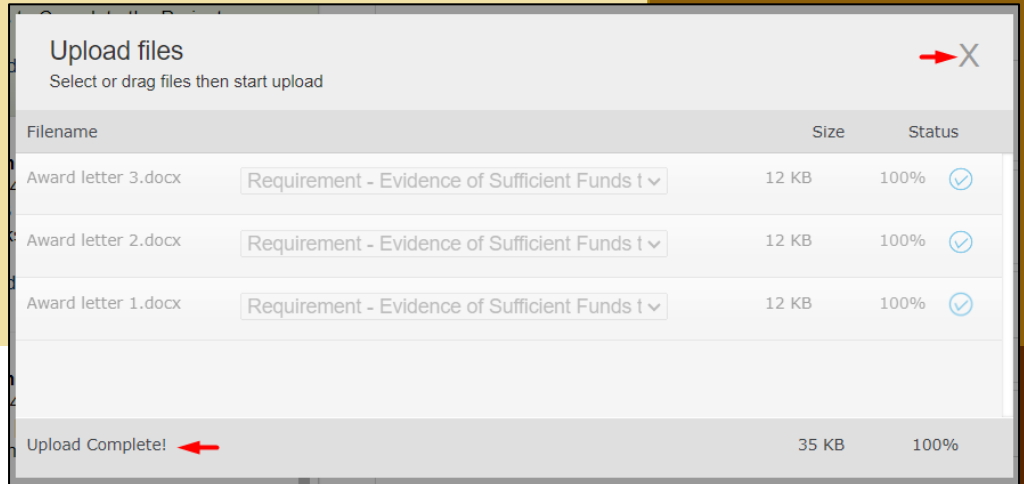 Upload files
X
Select or drag files then start upload
Filename Size Status
Award letter 3.docx Requirement - Evidence of Sufficient Funds t 12 KB 100%
Award letter 2.docx Requirement - Evidence of Sufficient Funds t 12 KB 100%
Award letter 1.docx Requirement - Evidence of Sufficient Funds t 12 KB 100%
Upload Complete! 35 KB 100%